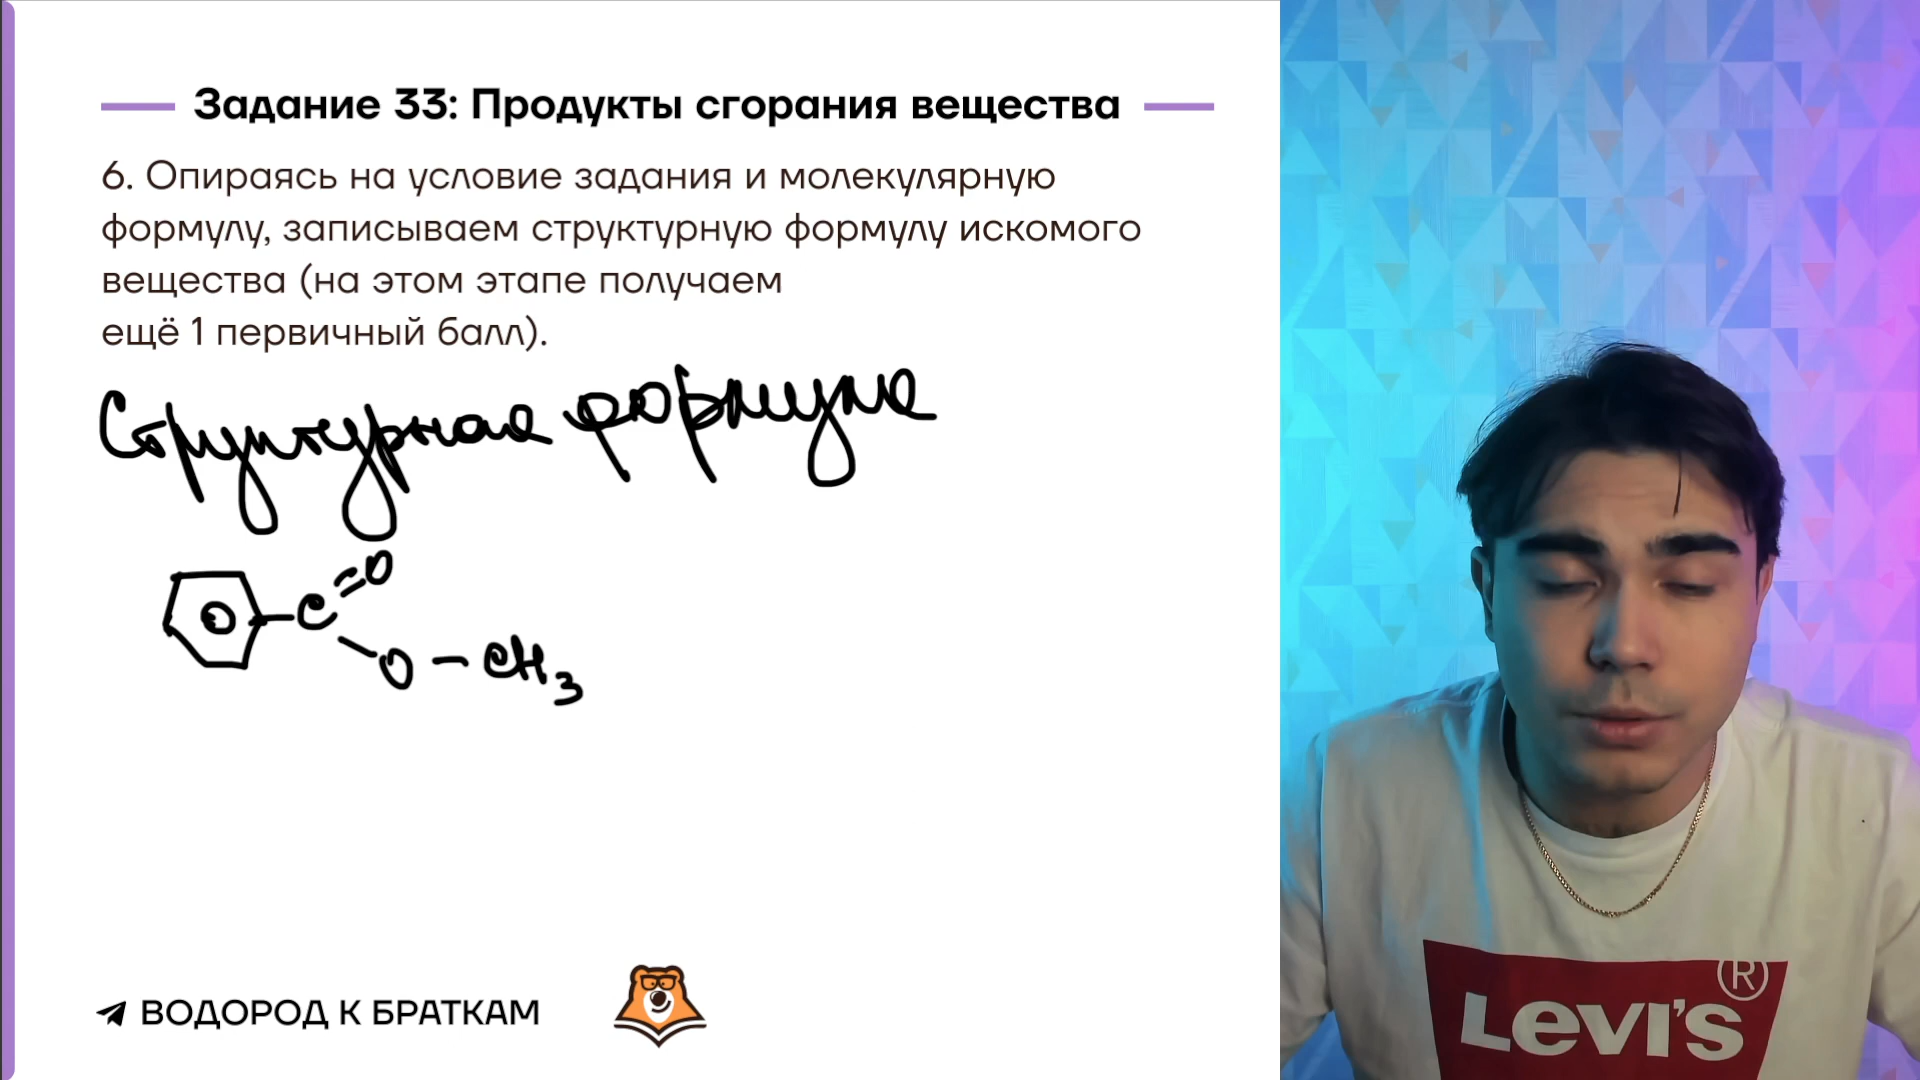 Задание 33: Продукты сгорания вещества
6. Опираясь на условие задания и молекулярную
формулу, записываем структурную формулу искомого
вещества (на этом этапе получаем
ещё 1 первичный балл).
Структурная формула
C=O
O-CH3
ВОДОРОД К БРАТКАМ
LEVI'S ®